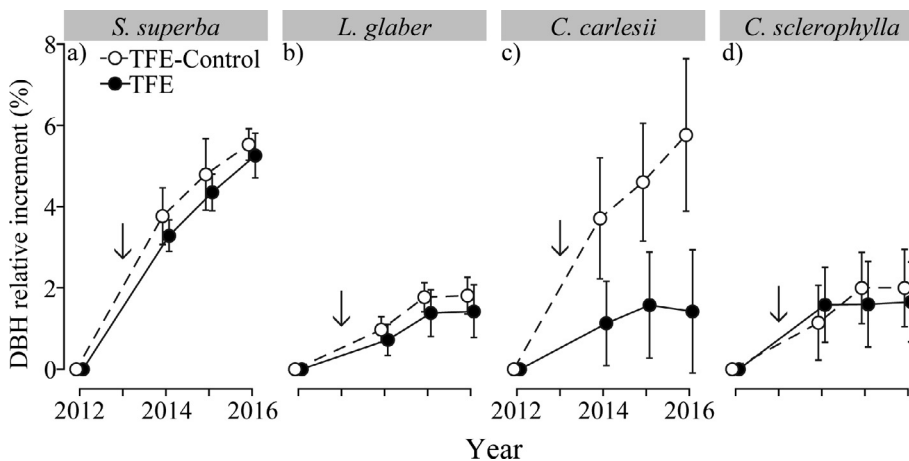 S. superba L. glaber C. carlesii C. sclerophylla
a) b) c) d)
TFE-Control
TFE
DBH relative increment (%)
8
6
4
2
0
2012 2014 2016 2012 2014 2016
Year